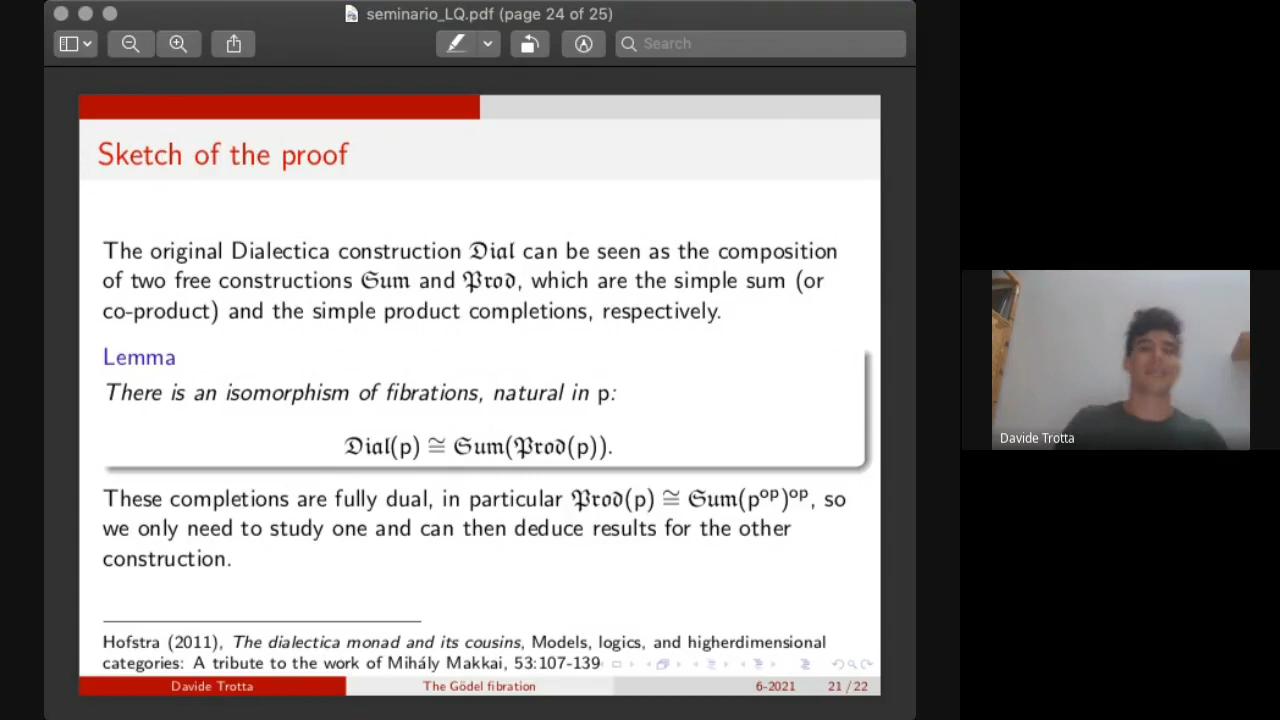 seminario_LQ.pdf (page 24 of 25)
Search
Sketch of the proof
The original Dialectica construction 𝔇ial can be seen as the composition
of two free constructions 𝔖um and 𝔓rod, which are the simple sum (or
co-product) and the simple product completions, respectively.
Lemma
There is an isomorphism of fibrations, natural in p:
𝔇ial(p) ≅ 𝔖um(𝔓rod(p)).
These completions are fully dual, in particular 𝔓rod(p) ≅ 𝔖um(p^op)^op, so
we only need to study one and can then deduce results for the other
construction.
Hofstra (2011), The dialectica monad and its cousins, Models, logics, and higherdimensional
categories: A tribute to the work of Mihály Makkai, 53:107-139
Davide Trotta The Gödel fibration 6-2021 21 / 22
Davide Trotta